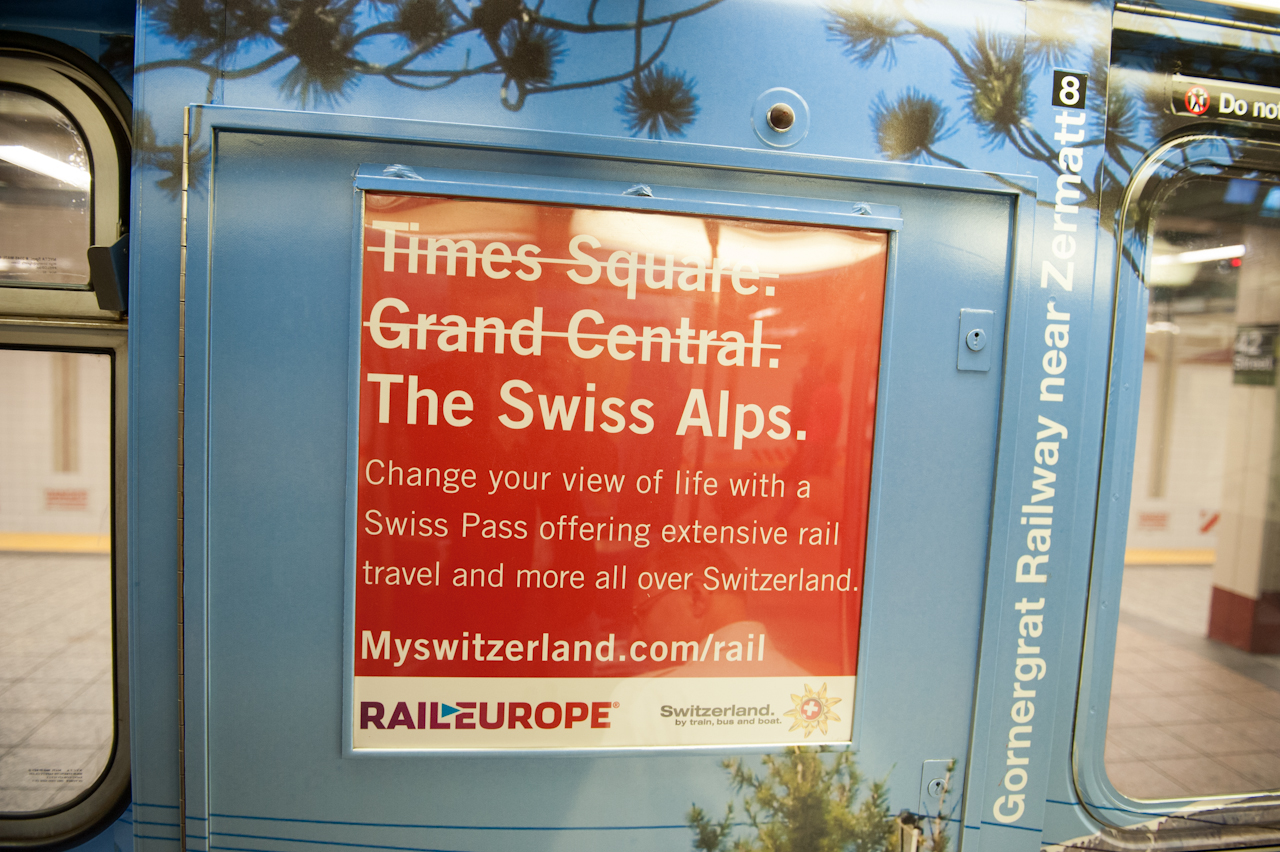 Times Square.
Grand Central.
The Swiss Alps.
Change your view of life with a
Swiss Pass offering extensive rail
travel and more all over Switzerland.
Myswitzerland.com/rail
RAILEUROPE®
Switzerland.
by train, bus and boat.
Gornergrat Railway near Zermatt 8
Do not
42
Street